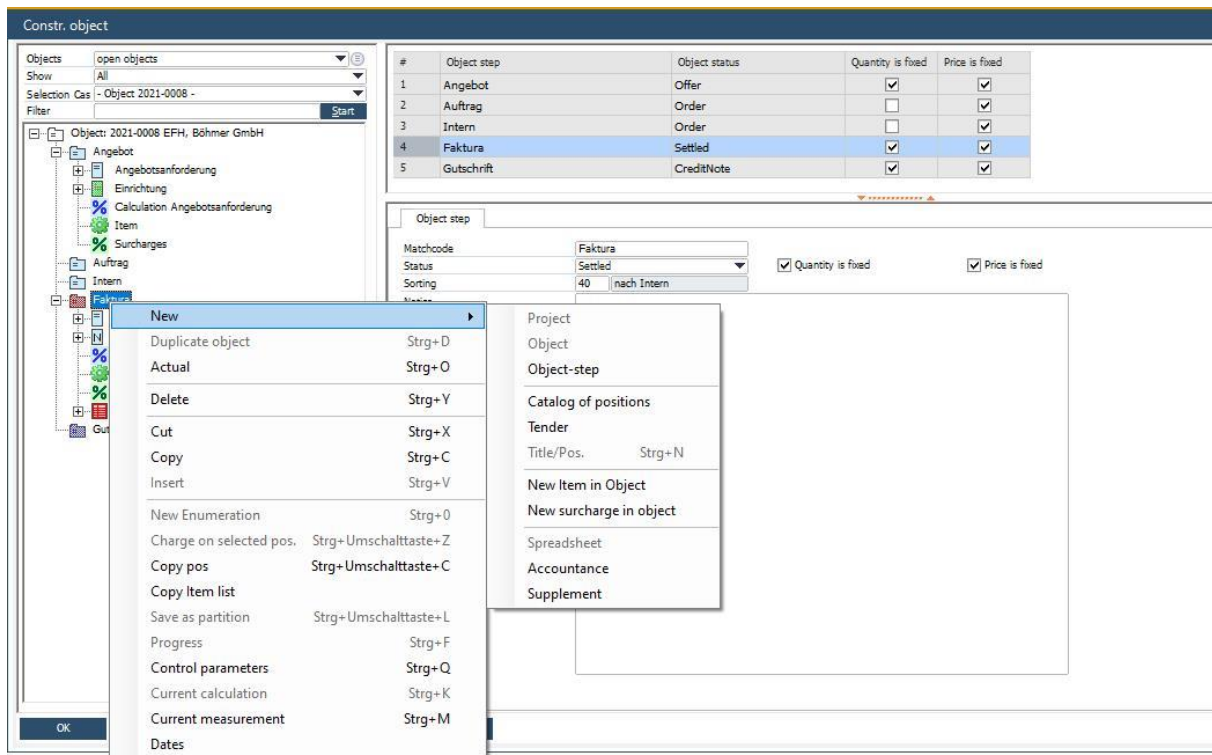 Constr. object
Objects open objects
Show All
Selection Cas - Object 2021-0008 -
Filter Start
Object: 2021-0008 EFH, Böhmer GmbH
Angebot
Angebotsanforderung
Einrichtung
Calculation Angebotsanforderung
Item
Surcharges
Auftrag
Intern
Faktura
N
Gut
# Object step Object status Quantity is fixed Price is fixed
1 Angebot Offer
2 Auftrag Order
3 Intern Order
4 Faktura Settled
5 Gutschrift CreditNote
Object step
Matchcode Faktura
Status Settled Quantity is fixed Price is fixed
Sorting 40 nach Intern
New
Duplicate object Strg+D
Actual Strg+O
Delete Strg+Y
Cut Strg+X
Copy Strg+C
Insert Strg+V
New Enumeration Strg+0
Charge on selected pos. Strg+Umschalttaste+Z
Copy pos Strg+Umschalttaste+C
Copy Item list
Save as partition Strg+Umschalttaste+L
Progress Strg+F
Control parameters Strg+Q
Current calculation Strg+K
Current measurement Strg+M
Dates
Project
Object
Object-step
Catalog of positions
Tender
Title/Pos. Strg+N
New Item in Object
New surcharge in object
Spreadsheet
Accountance
Supplement
OK